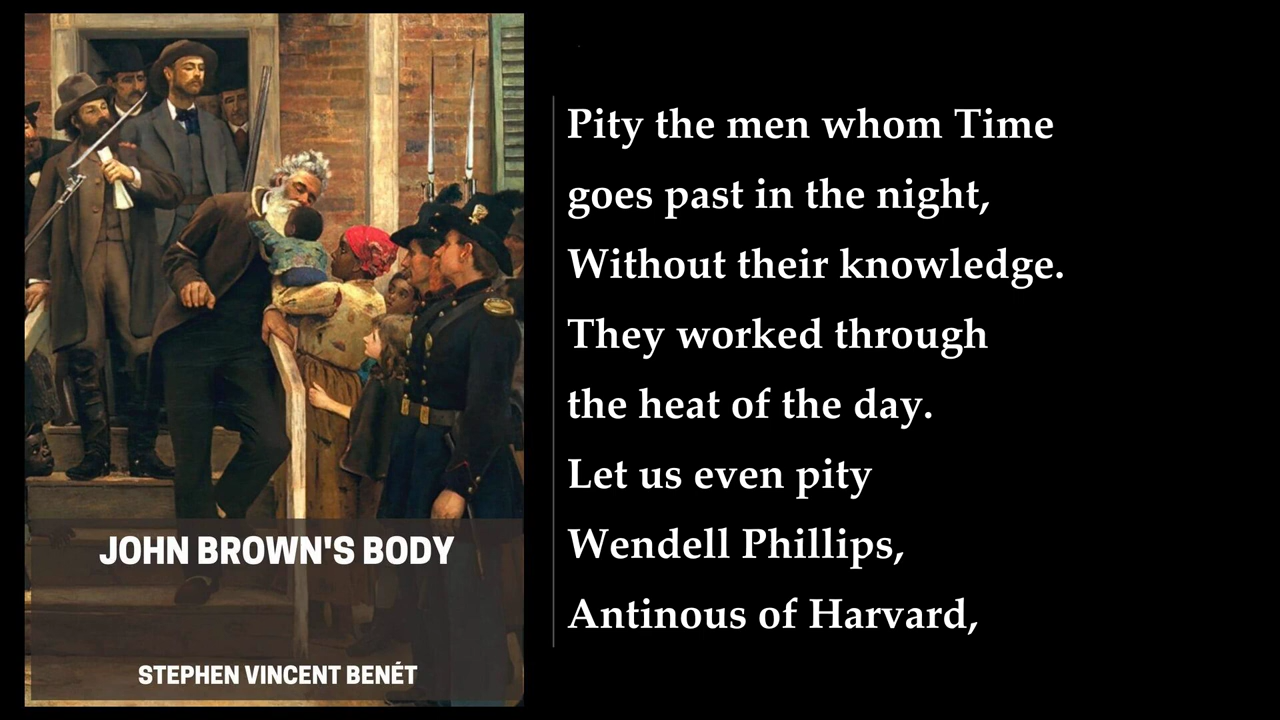 JOHN BROWN'S BODY
STEPHEN VINCENT BENÉT
Pity the men whom Time
goes past in the night,
Without their knowledge.
They worked through
the heat of the day.
Let us even pity
Wendell Phillips,
Antinous of Harvard,